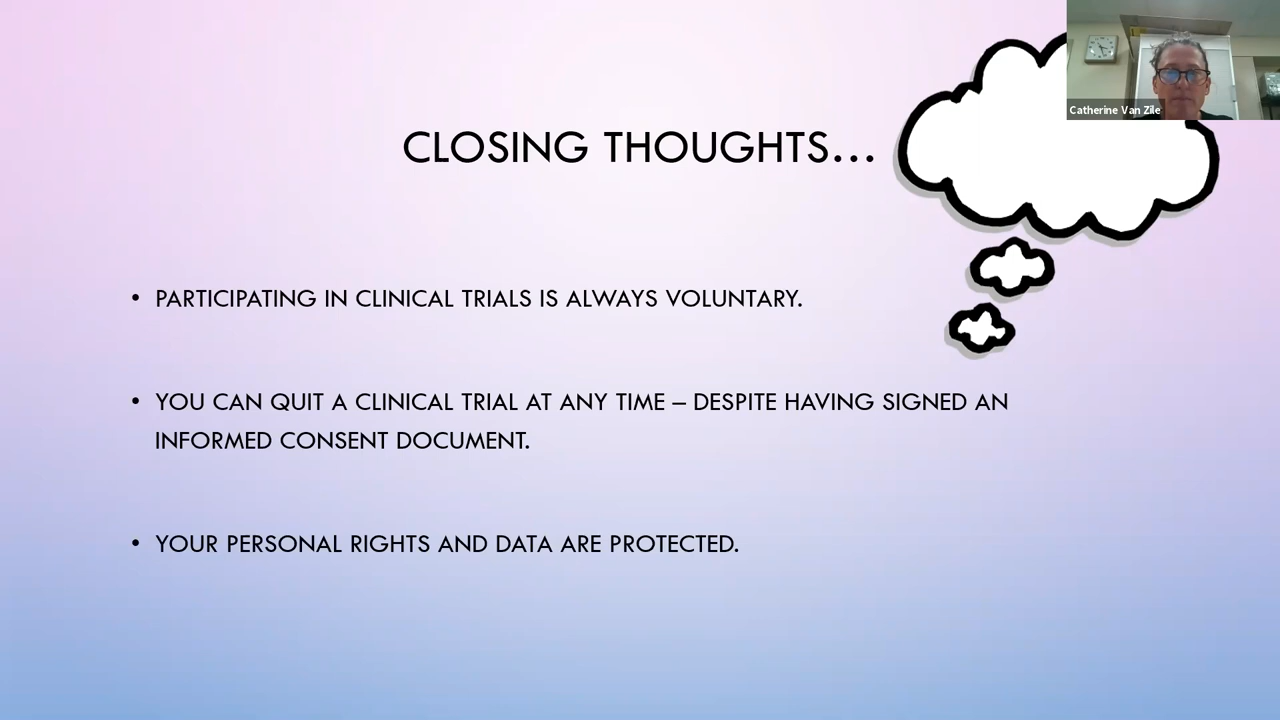 Catherine Van Zile
CLOSING THOUGHTS...
• PARTICIPATING IN CLINICAL TRIALS IS ALWAYS VOLUNTARY.
• YOU CAN QUIT A CLINICAL TRIAL AT ANY TIME – DESPITE HAVING SIGNED AN
INFORMED CONSENT DOCUMENT.
• YOUR PERSONAL RIGHTS AND DATA ARE PROTECTED.